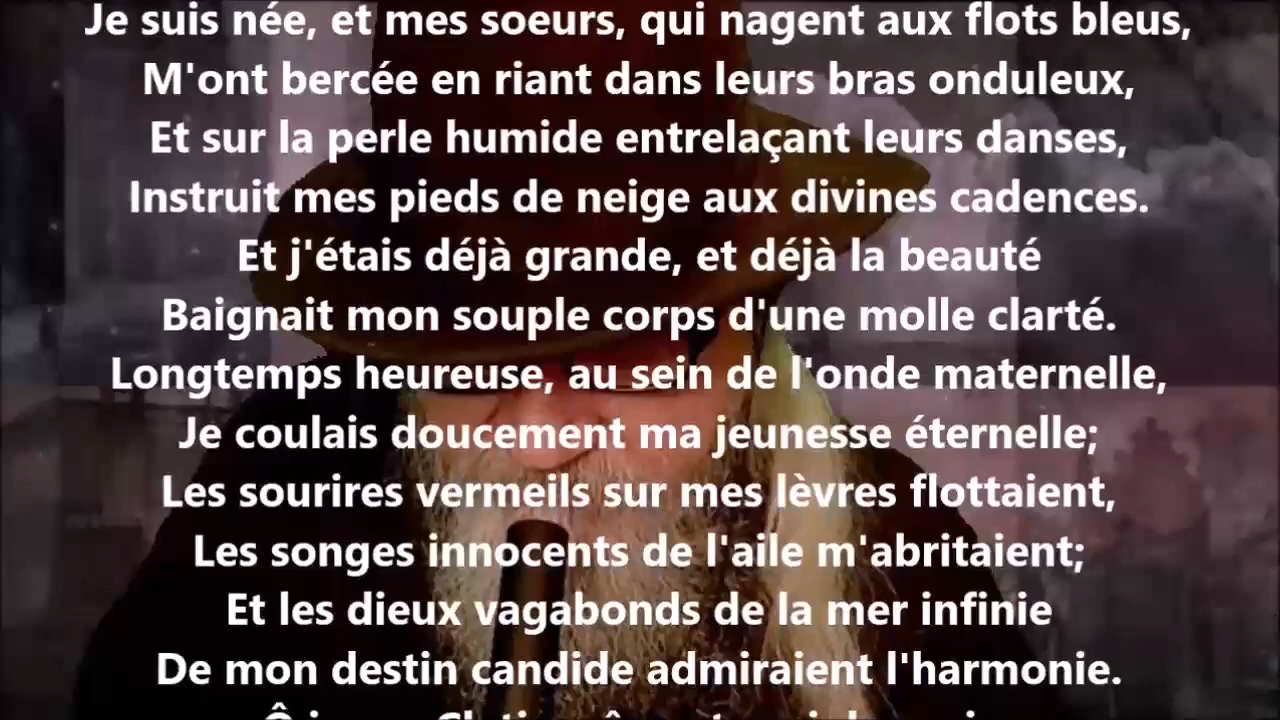 Je suis née, et mes soeurs, qui nagent aux flots bleus,
M'ont bercée en riant dans leurs bras onduleux,
Et sur la perle humide entrelaçant leurs danses,
Instruit mes pieds de neige aux divines cadences.
Et j'étais déjà grande, et déjà la beauté
Baignait mon souple corps d'une molle clarté.
Longtemps heureuse, au sein de l'onde maternelle,
Je coulais doucement ma jeunesse éternelle;
Les sourires vermeils sur mes lèvres flottaient,
Les songes innocents de l'aile m'abritaient;
Et les dieux vagabonds de la mer infinie
De mon destin candide admiraient l'harmonie.